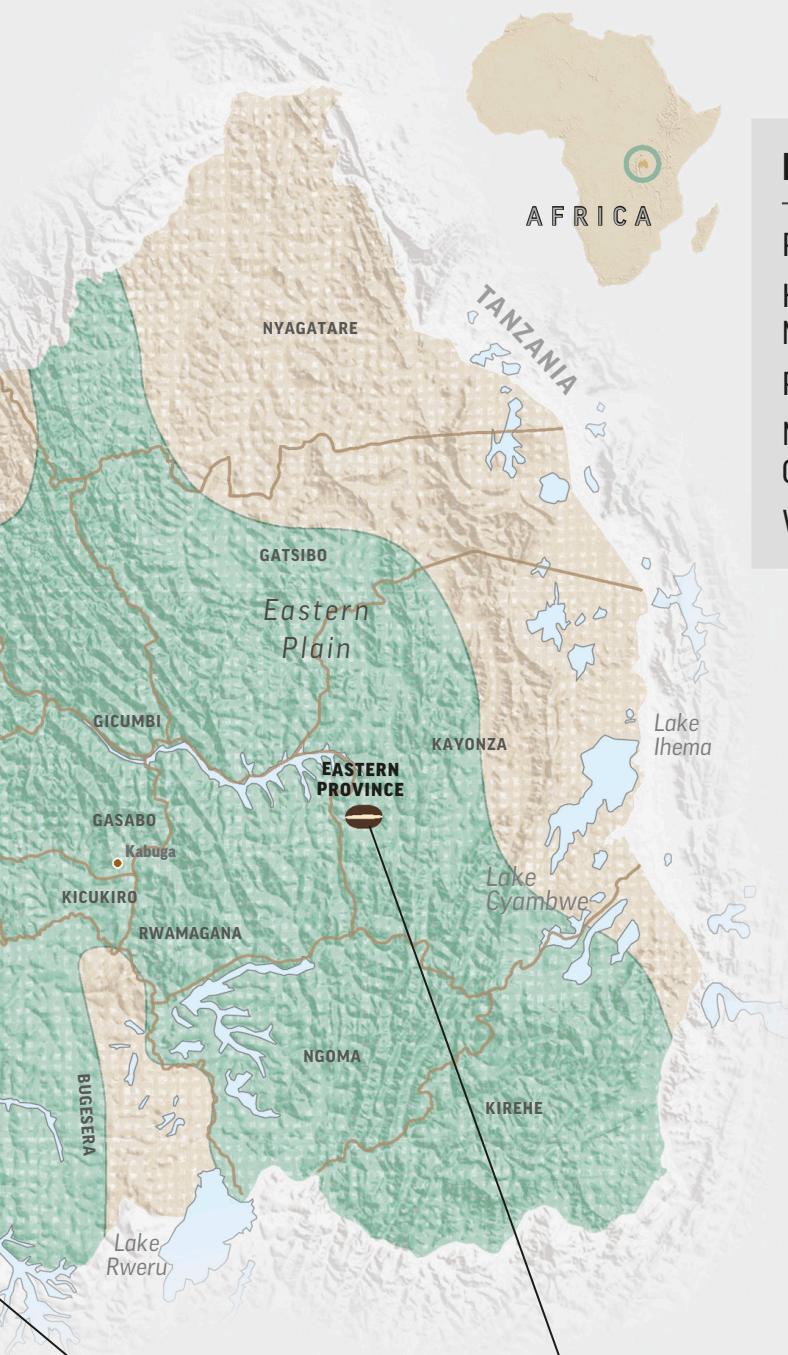 AFRICA
TANZANIA
NYAGATARE
GATSIBO
Eastern
Plain
GICUMBI
KAYONZA
Lake
Ihema
EASTERN
PROVINCE
GASABO
Kabuga
KICUKIRO
Lake
Cyambwe
RWAMAGANA
NGOMA
BUGESERA
KIREHE
Lake
Rweru